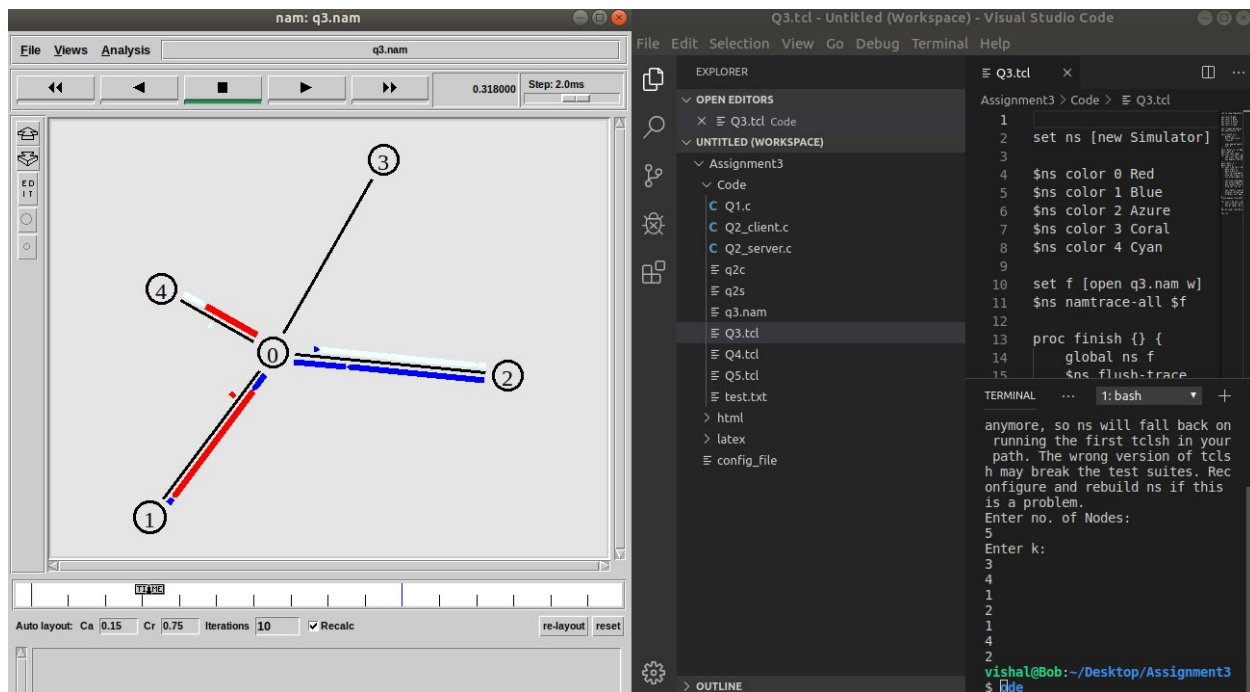 nam: q3.nam
File Views Analysis q3.nam
0.318000 Step: 2.0ms
E D
I T
3
4
0
2
1
TIME
Auto layout: Ca 0.15 Cr 0.75 Iterations 10 Recalc re-layout reset
Q3.tcl - Untitled (Workspace) - Visual Studio Code
File Edit Selection View Go Debug Terminal Help
EXPLORER
OPEN EDITORS
Q3.tcl Code
UNTITLED (WORKSPACE)
Assignment3
Code
C Q1.c
C Q2_client.c
C Q2_server.c
q2c
q2s
q3.nam
Q3.tcl
Q4.tcl
Q5.tcl
test.txt
html
latex
config_file
OUTLINE
Q3.tcl
Assignment3 > Code > Q3.tcl
1
2 set ns [new Simulator]
3
4 $ns color 0 Red
5 $ns color 1 Blue
6 $ns color 2 Azure
7 $ns color 3 Coral
8 $ns color 4 Cyan
9
10 set f [open q3.nam w]
11 $ns namtrace-all $f
12
13 proc finish {} {
14 global ns f
15 $ns flush-trace
TERMINAL ... 1: bash
anymore, so ns will fall back on
running the first tclsh in your
path. The wrong version of tcls
h may break the test suites. Rec
onfigure and rebuild ns if this
is a problem.
Enter no. of Nodes:
5
Enter k:
3
4
1
2
1
4
2
vishal@Bob:~/Desktop/Assignment3
$ ode